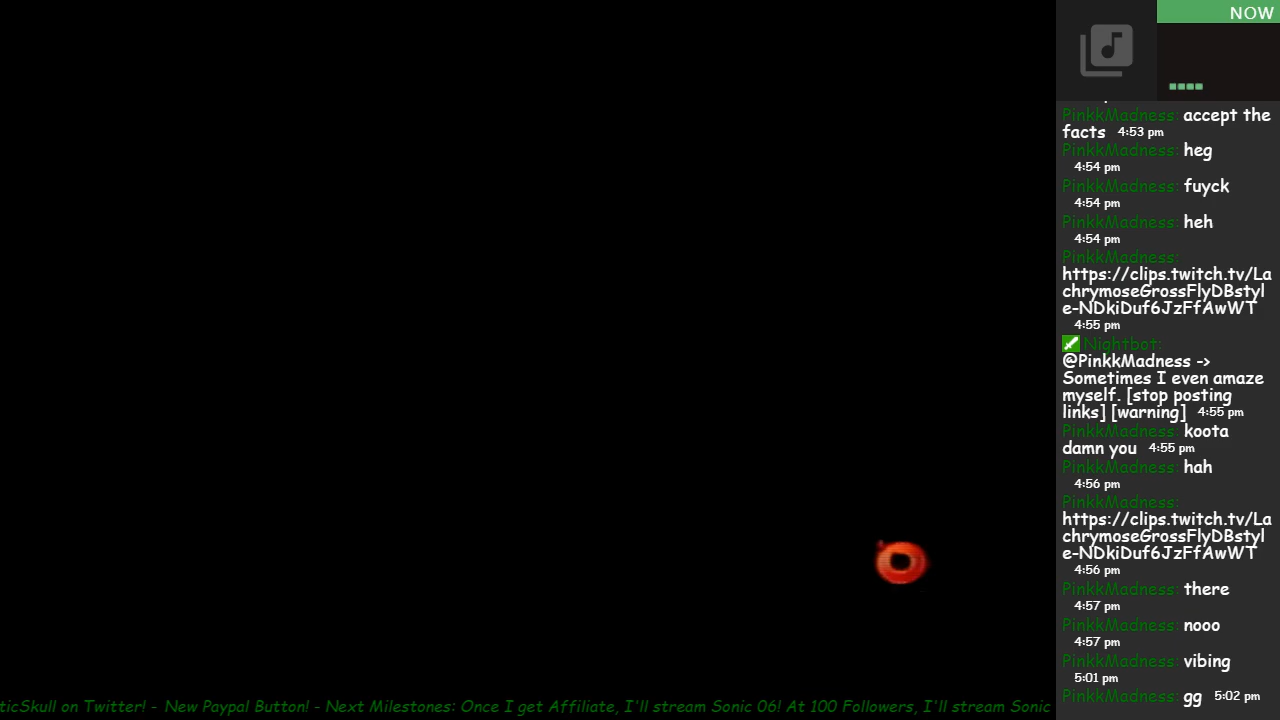 NOW
PinkkMadness: accept the
facts 4:53 pm
PinkkMadness: heg
4:54 pm
PinkkMadness: fuyck
4:54 pm
PinkkMadness: heh
4:54 pm
PinkkMadness:
https://clips.twitch.tv/La
chrymoseGrossFlyDBstyl
e-NDkiDuf6JzFfAwWT
4:55 pm
Nightbot:
@PinkkMadness ->
Sometimes I even amaze
myself. [stop posting
links] [warning] 4:55 pm
PinkkMadness: koota
damn you 4:55 pm
PinkkMadness: hah
4:56 pm
PinkkMadness:
https://clips.twitch.tv/La
chrymoseGrossFlyDBstyl
e-NDkiDuf6JzFfAwWT
4:56 pm
PinkkMadness: there
4:57 pm
PinkkMadness: nooo
4:57 pm
PinkkMadness: vibing
5:01 pm
PinkkMadness: gg 5:02 pm
ticSkull on Twitter! - New Paypal Button! - Next Milestones: Once I get Affiliate, I'll stream Sonic 06! At 100 Followers, I'll stream Sonic